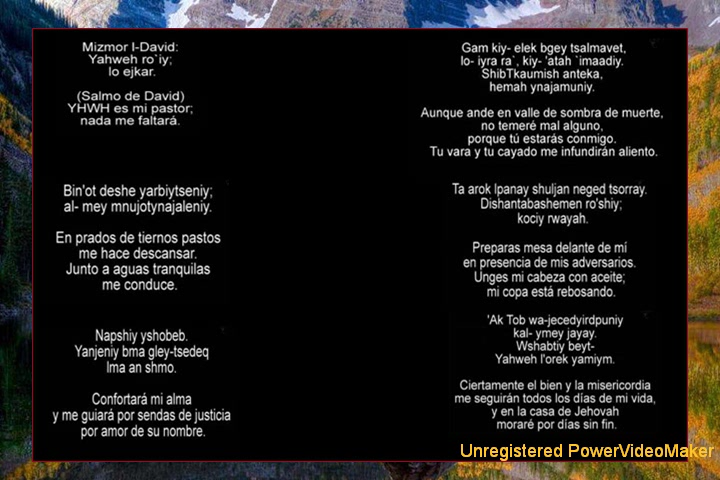 Mizmor l-David:
Yahweh ro`iy;
lo ejkar.
(Salmo de David)
YHWH es mi pastor;
nada me faltará.
Bin'ot deshe yarbiytseniy;
al- mey mnujotynajaleniy.
En prados de tiernos pastos
me hace descansar.
Junto a aguas tranquilas
me conduce.
Napshiy yshobeb.
Yanjeniy bma gley-tsedeq
lma an shmo.
Confortará mi alma
y me guiará por sendas de justicia
por amor de su nombre.
Gam kiy- elek bgey tsalmavet,
lo- iyra ra`, kiy- 'atah `imaadiy.
ShibTkaumish anteka,
hemah ynajamuniy.
Aunque ande en valle de sombra de muerte,
no temeré mal alguno,
porque tú estarás conmigo.
Tu vara y tu cayado me infundirán aliento.
Ta arok lpanay shuljan neged tsorray.
Dishantabashemen ro'shiy;
kociy rwayah.
Preparas mesa delante de mí
en presencia de mis adversarios.
Unges mi cabeza con aceite;
mi copa está rebosando.
'Ak Tob wa-jecedyirdpuniy
kal- ymey jayay.
Wshabtiy beyt-
Yahweh l'orek yamiym.
Ciertamente el bien y la misericordia
me seguirán todos los días de mi vida,
y en la casa de Jehovah
moraré por días sin fin.
Unregistered PowerVideoMaker